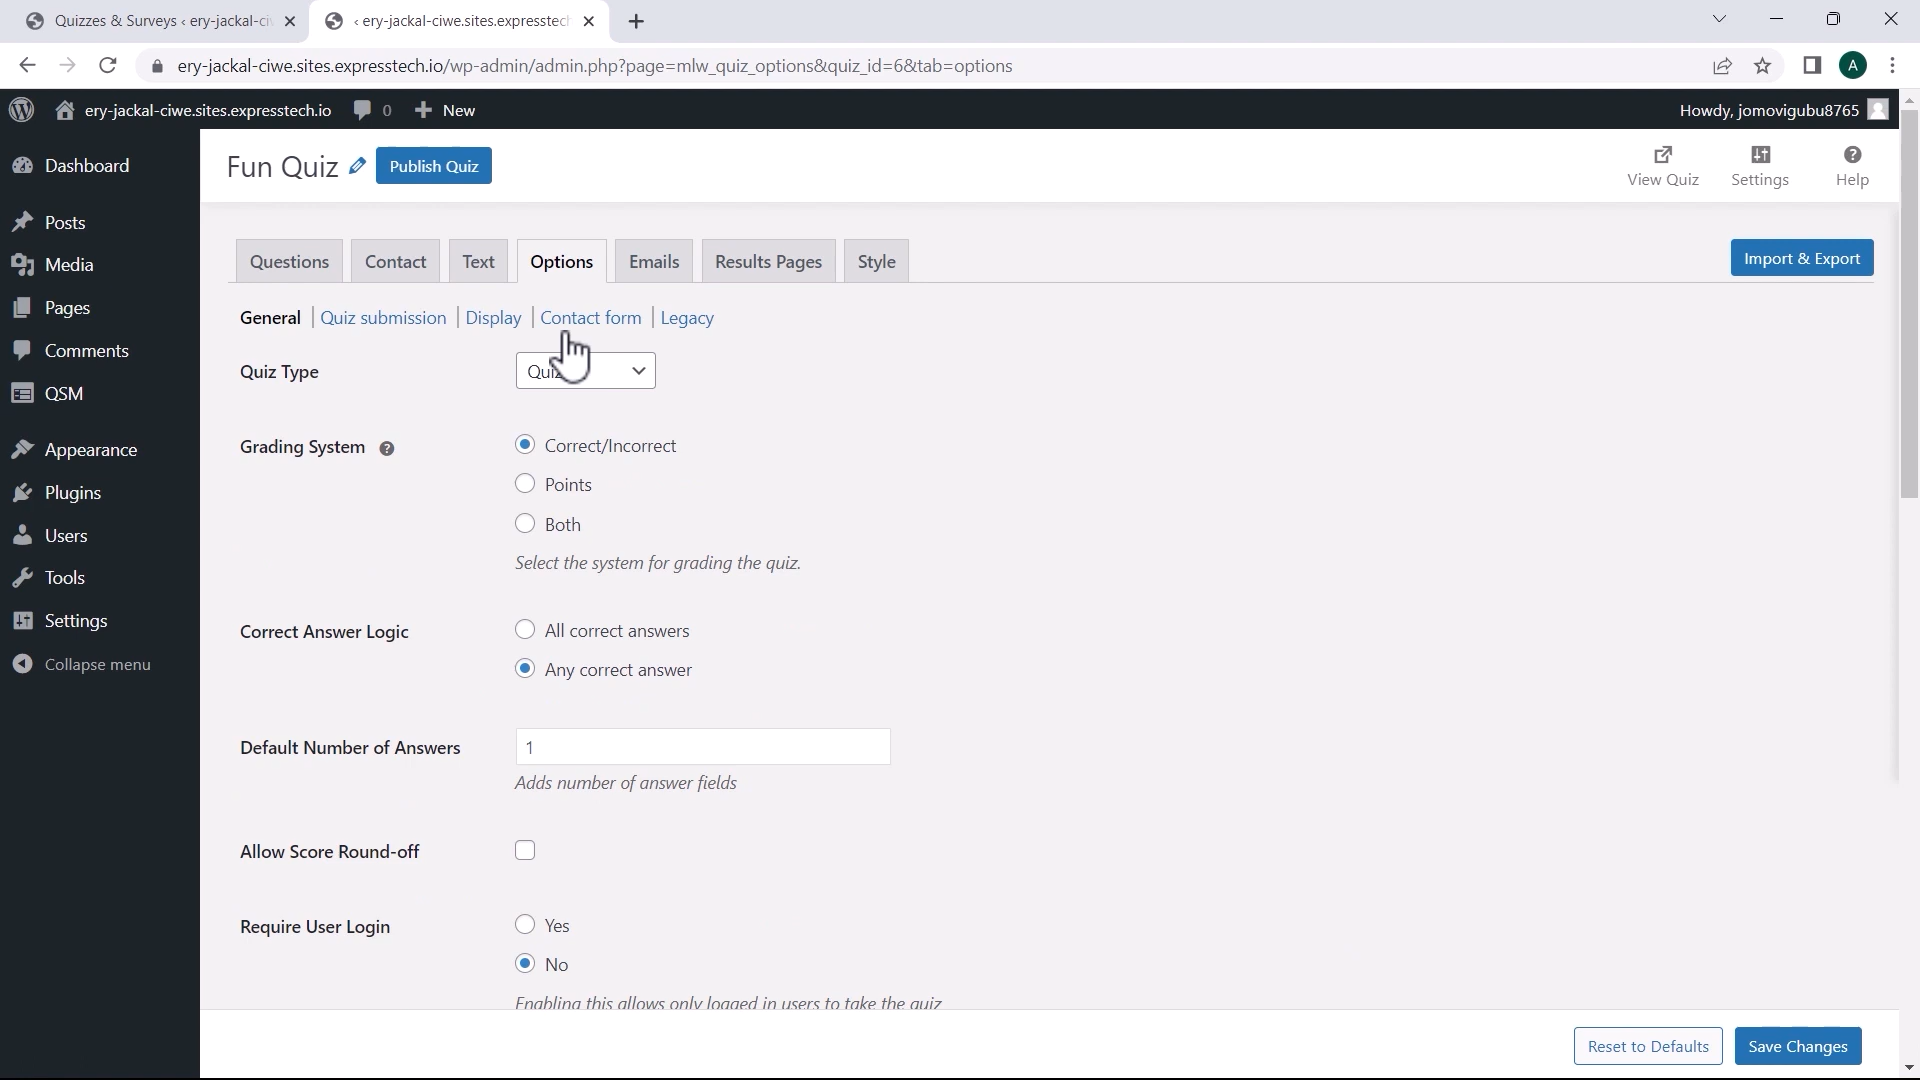 Quizzes & Surveys ‹ ery-jackal-ci
‹ ery-jackal-ciwe.sites.expresstec
ery-jackal-ciwe.sites.expresstech.io/wp-admin/admin.php?page=mlw_quiz_options&quiz_id=6&tab=options
A
ery-jackal-ciwe.sites.expresstech.io
0
New
Howdy, jomovigubu8765
Dashboard
Posts
Media
Pages
Comments
QSM
Appearance
Plugins
Users
Tools
Settings
Collapse menu
Fun Quiz
Publish Quiz
View Quiz
Settings
Help
Questions
Contact
Text
Options
Emails
Results Pages
Style
Import & Export
General | Quiz submission | Display | Contact form | Legacy
Quiz Type
Quiz
Grading System
Correct/Incorrect
Points
Both
Select the system for grading the quiz.
Correct Answer Logic
All correct answers
Any correct answer
Default Number of Answers
1
Adds number of answer fields
Allow Score Round-off
Require User Login
Yes
No
Enabling this allows only logged in users to take the quiz
Reset to Defaults
Save Changes